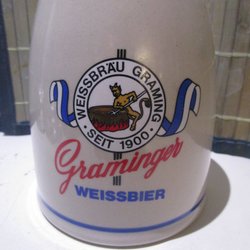 WEISSBRÄU GRAMING
· SEIT 1900 ·
Graminger
WEISSBIER